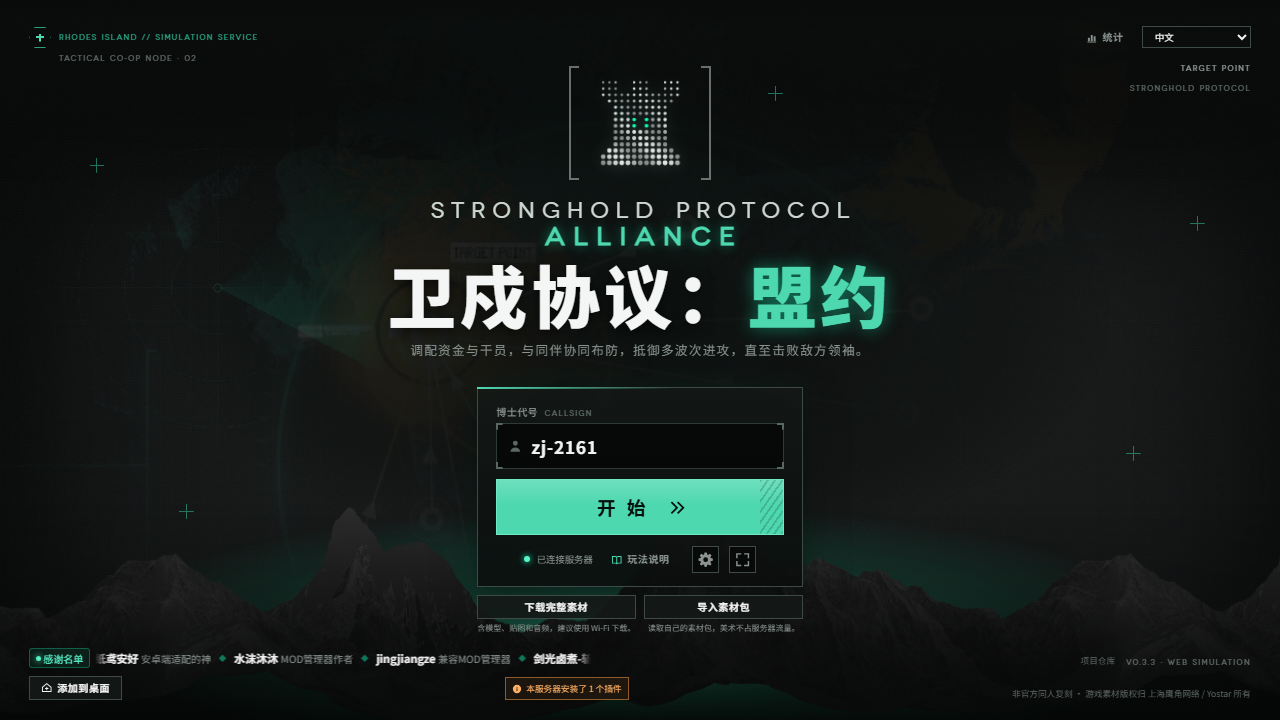 RHODES ISLAND // SIMULATION SERVICE
TACTICAL CO-OP NODE · 02
统计
中文
TARGET POINT
STRONGHOLD PROTOCOL
STRONGHOLD PROTOCOL
ALLIANCE
TARGET POINT
卫戍协议：盟约
调配资金与干员，与同伴协同布防，抵御多波次进攻，直至击败敌方领袖。
博士代号 CALLSIGN
zj-2161
开始
已连接服务器
玩法说明
下载完整素材
导入素材包
含模型、贴图和音频，建议使用 Wi-Fi 下载。
读取自己的素材包，美术不占服务器流量。
感谢名单
鸢安好 安卓端适配的神 ◆ 水沫沐沐 MOD管理器作者 ◆ jingjiangze 兼容MOD管理器 ◆ 剑光卤煮-
添加到桌面
本服务器安装了 1 个插件
项目仓库 V0.3.3 · WEB SIMULATION
非官方同人复刻 · 游戏素材版权归 上海鹰角网络 / Yostar 所有